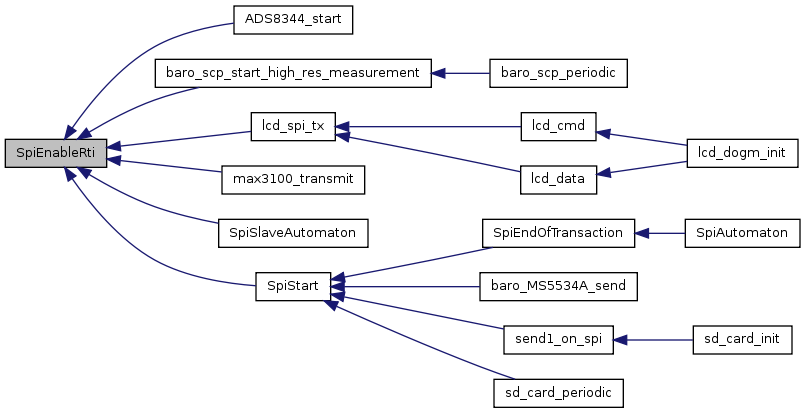 ADS8344_start
baro_scp_start_high_res_measurement
baro_scp_periodic
lcd_spi_tx
lcd_cmd
SpiEnableRti
lcd_dogm_init
max3100_transmit
lcd_data
SpiSlaveAutomaton
SpiEndOfTransaction
SpiAutomaton
SpiStart
baro_MS5534A_send
send1_on_spi
sd_card_init
sd_card_periodic